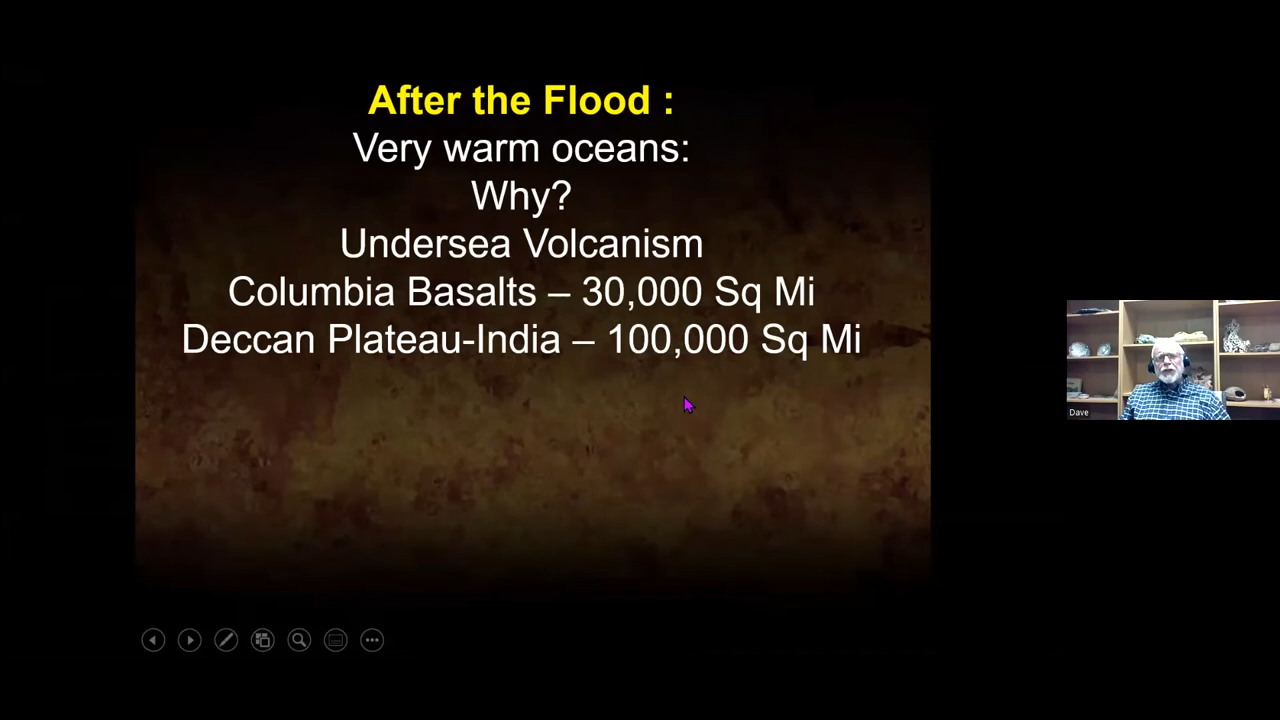 After the Flood :
Very warm oceans:
Why?
Undersea Volcanism
Columbia Basalts – 30,000 Sq Mi
Deccan Plateau-India – 100,000 Sq Mi
Dave